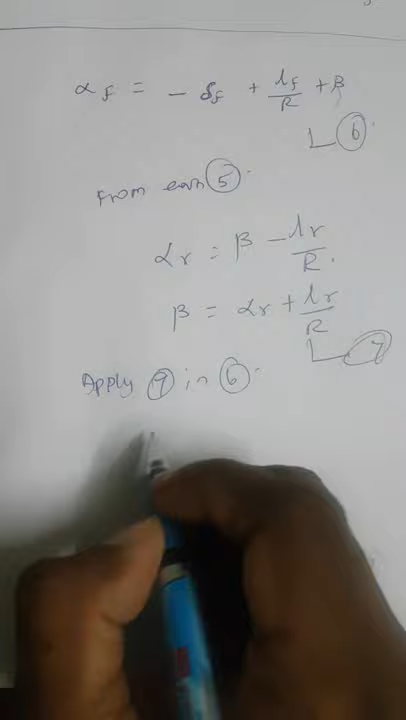 αf = - δf + lf/R + β
6
From eqn 5.
αr = β - lr/R.
β = αr + lr/R
7
Apply 7 in 6.